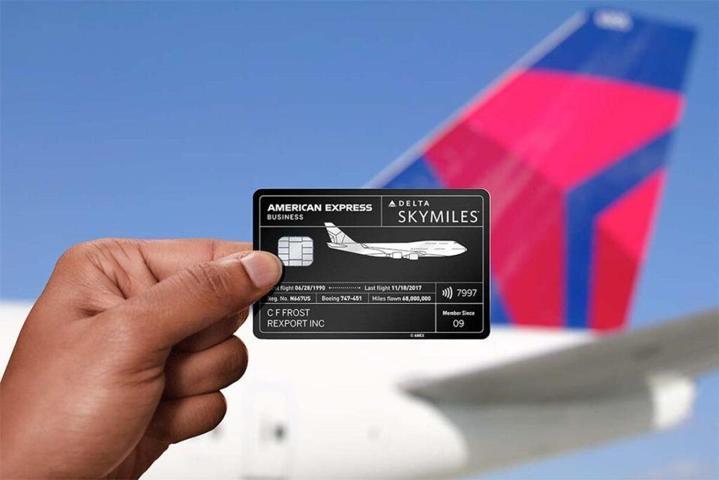 AMERICAN EXPRESS
BUSINESS
DELTA
SKYMILES
flight 06/28/1990 Last flight 11/18/2017
Reg. No. N667US Boeing 747-451 Miles flown 68,000,000
7997
C F FROST
REXPORT INC
Member Since
09
© AMEX